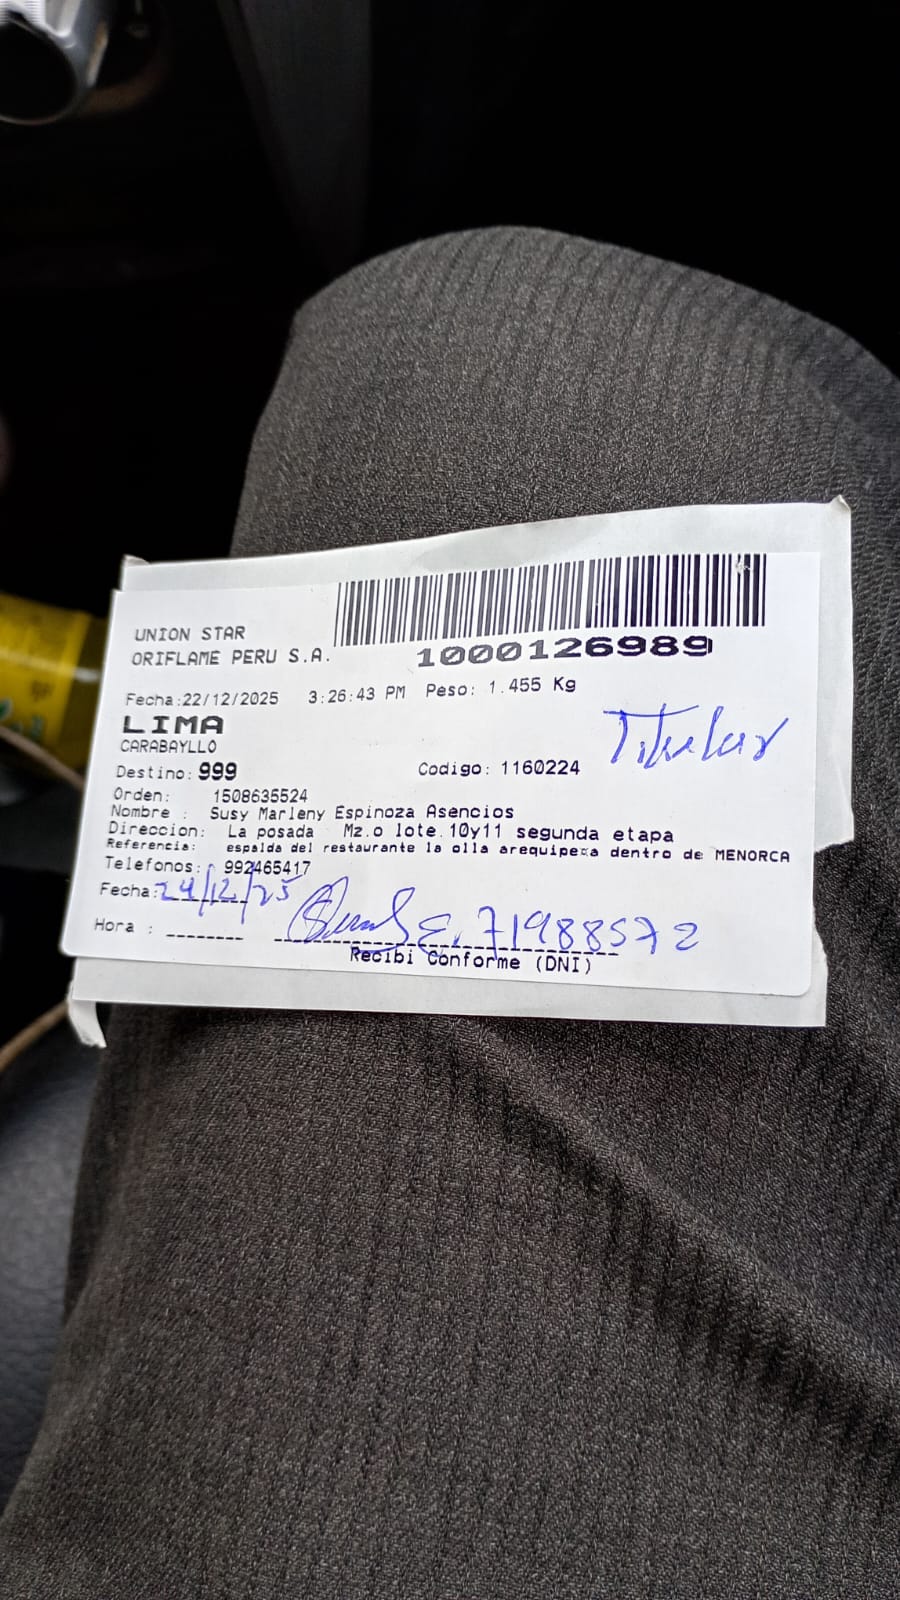 UNION STAR
ORIFLAME PERU S.A.
1000126989
Fecha:22/12/2025 3:26:43 PM Peso: 1.455 Kg
LIMA
CARABAYLLO
Titular
Destino: 999 Codigo: 1160224
Orden: 1508635524
Nombre : Susy Marleny Espinoza Asencios
Direccion: La posada Mz.o lote.10y11 segunda etapa
Referencia: espalda del restaurante la olla arequipeña dentro de MENORCA
Telefonos: 992465417
Fecha: 24/12/25
Hora : 71988572
Recibi Conforme (DNI)